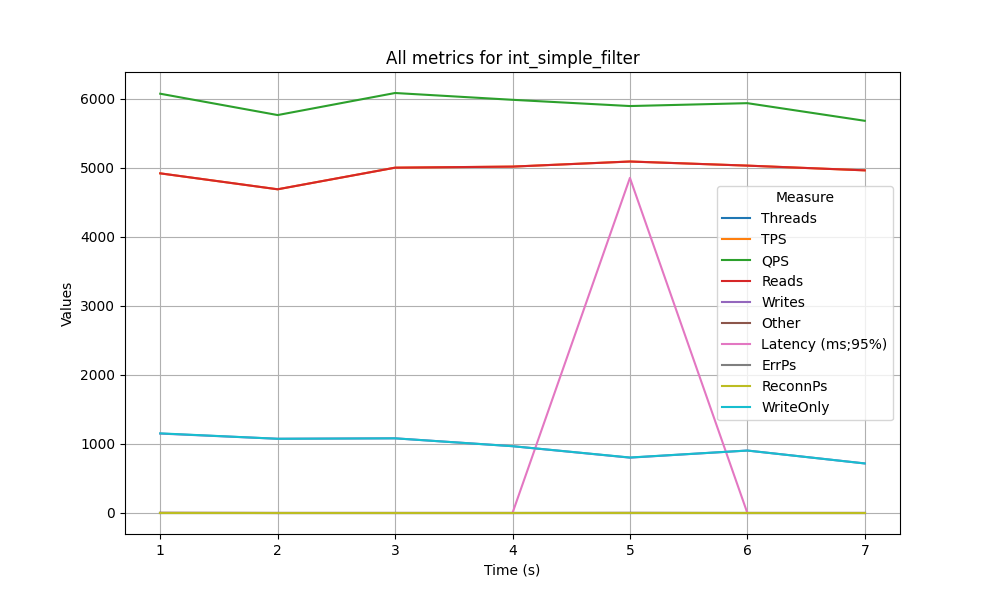 All metrics for int_simple_filter
Values
6000
5000
4000
3000
2000
1000
0
Measure
Threads
TPS
QPS
Reads
Writes
Other
Latency (ms;95%)
ErrPs
ReconnPs
WriteOnly
1 2 3 4 5 6 7
Time (s)